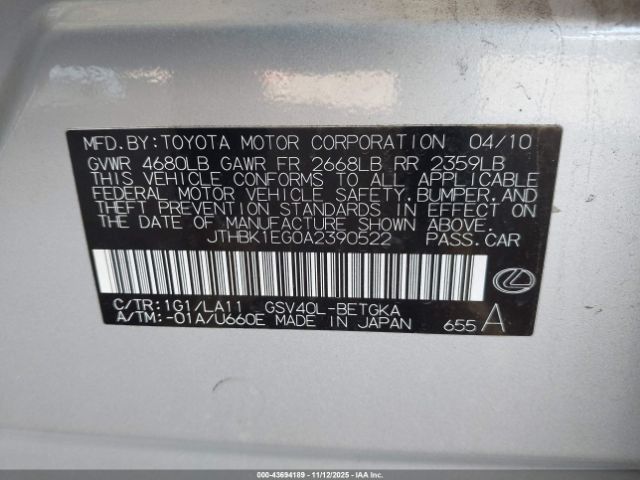 MFD.BY:TOYOTA MOTOR CORPORATION 04/10
GVWR 4680LB GAWR FR 2668LB RR 2359LB
THIS VEHICLE CONFORMS TO ALL APPLICABLE
FEDERAL MOTOR VEHICLE SAFETY,BUMPER,AND
THEFT PREVENTION STANDARDS IN EFFECT ON
THE DATE OF MANUFACTURE SHOWN ABOVE.
JTHBK1EG0A2390522 PASS.CAR
C/TR:1G1/LA11 GSV40L-BETGKA
A/TM:-01A/U660E MADE IN JAPAN 655 A
000-43694189 - 11/12/2025 - IAAI.COM